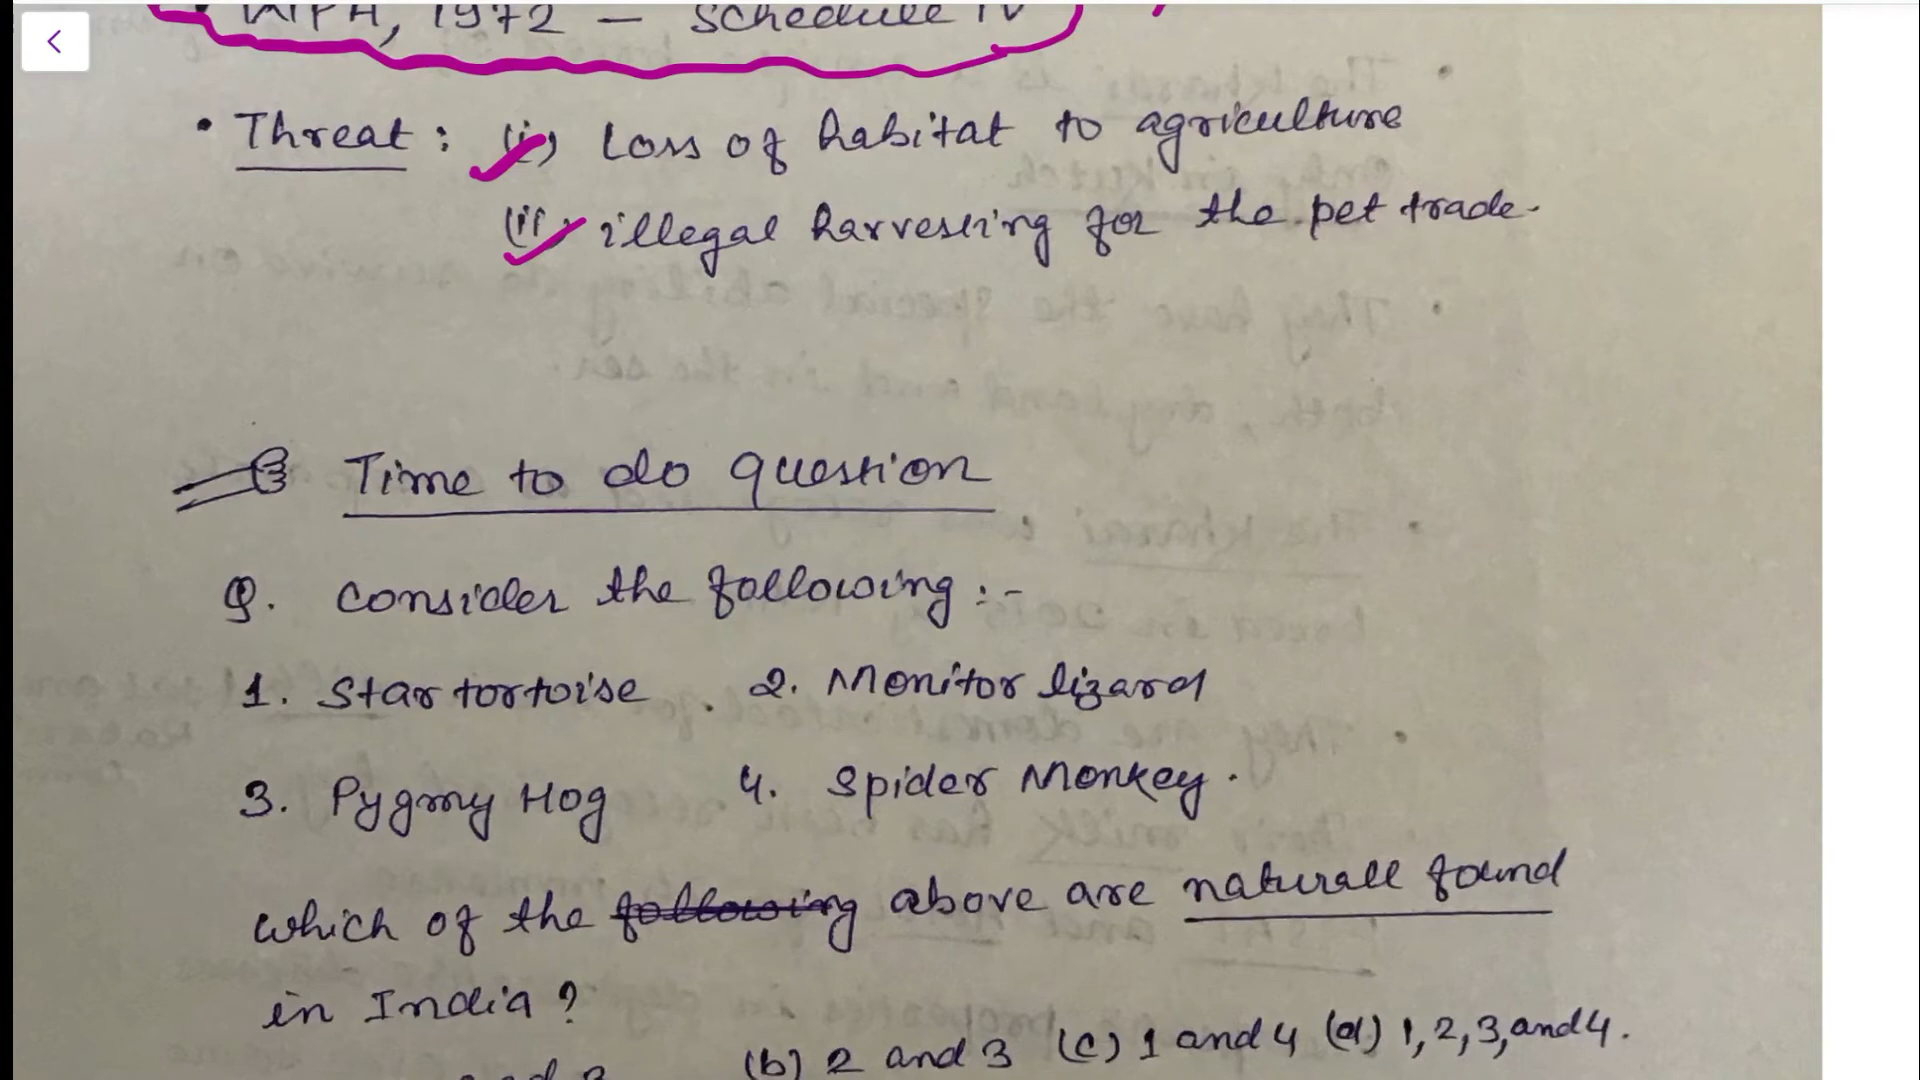 1972 - Schedule IV
• Threat : (i) Loss of habitat to agriculture
(ii) illegal harvesting for the pet trade.
Time to do question
Q. Consider the following :-
1. Star tortoise . 2. Monitor lizard
3. Pygmy Hog 4. Spider Monkey.
which of the following above are naturall found
in India ?
(b) 2 and 3 (c) 1 and 4 (d) 1,2,3,and 4.